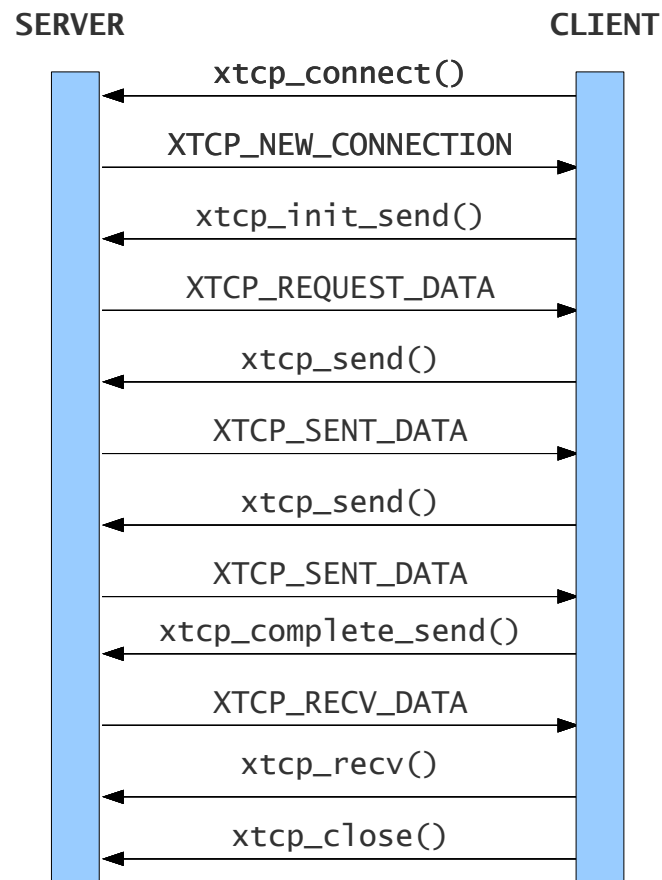 SERVER CLIENT
xtcp_connect()
XTCP_NEW_CONNECTION
xtcp_init_send()
XTCP_REQUEST_DATA
xtcp_send()
XTCP_SENT_DATA
xtcp_send()
XTCP_SENT_DATA
xtcp_complete_send()
XTCP_RECV_DATA
xtcp_recv()
xtcp_close()